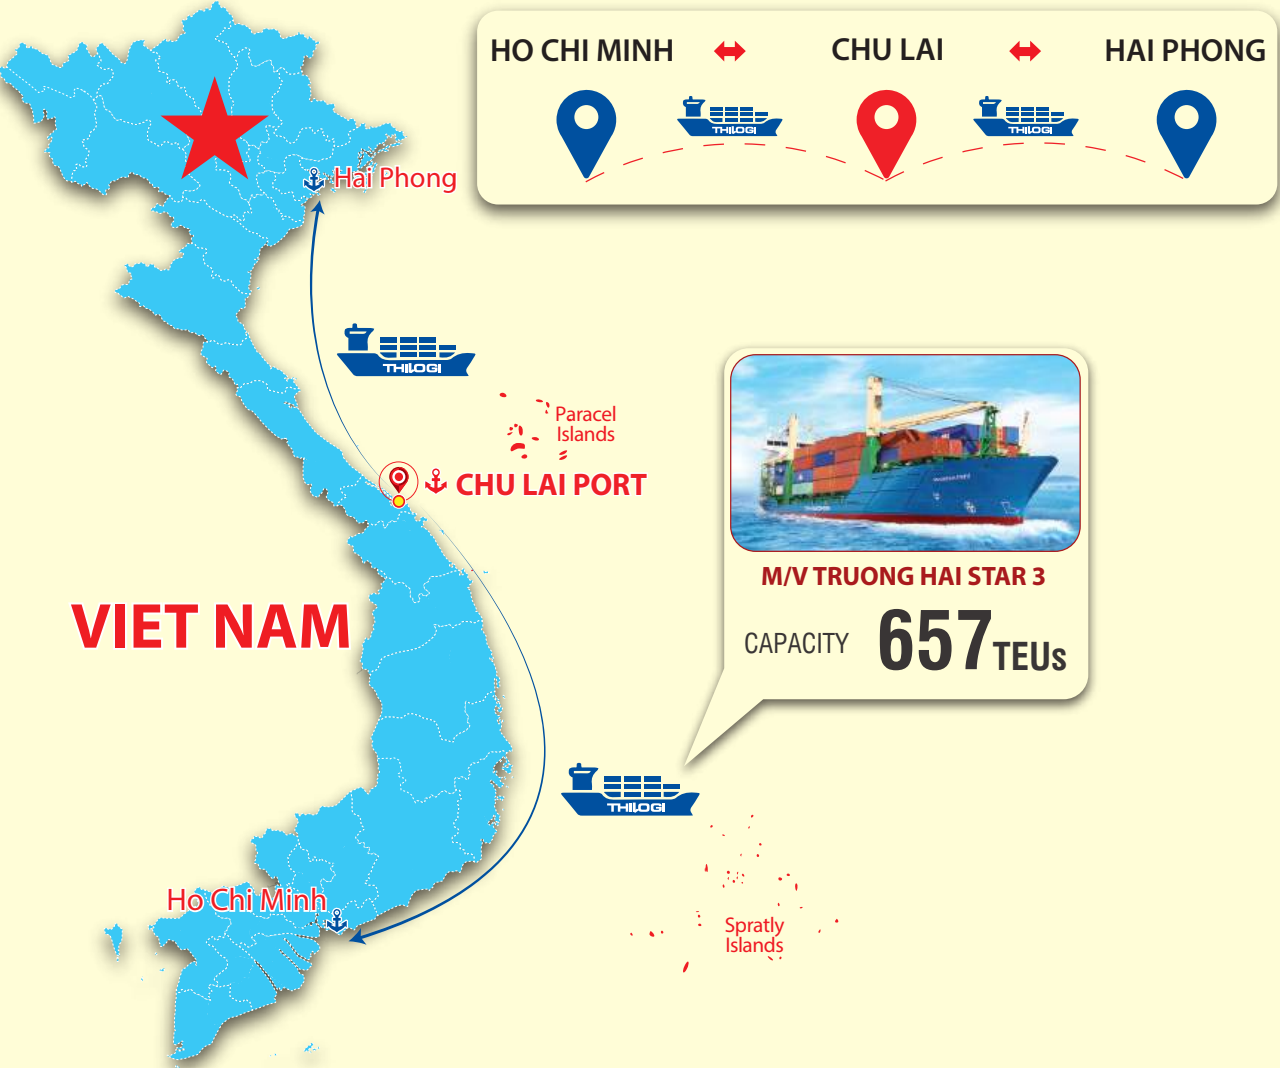 HO CHI MINH
CHU LAI
HAI PHONG
THILOGI
THILOGI
Hai Phong
THILOGI
Paracel
Islands
CHU LAI PORT
M/V TRUONG HAI STAR 3
CAPACITY 657 TEUs
VIET NAM
THILOGI
Ho Chi Minh
Spratly
Islands